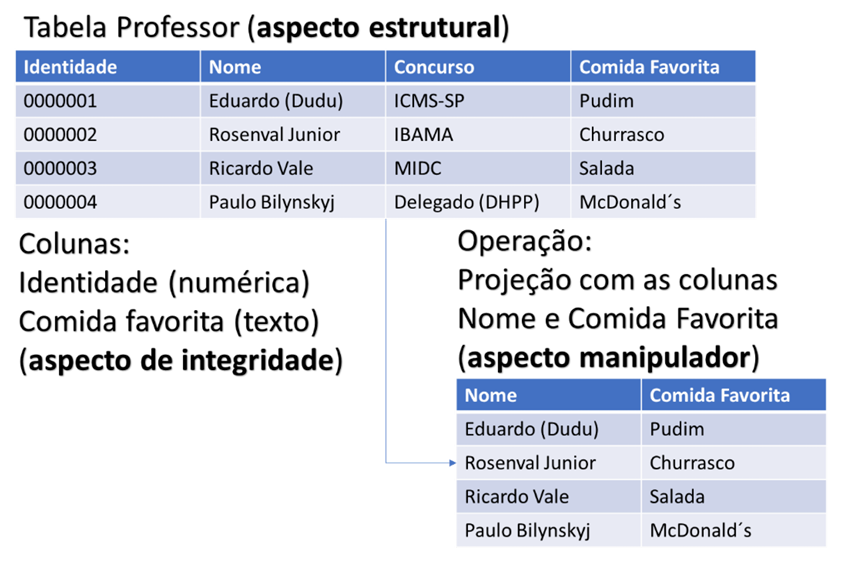 Tabela Professor (aspecto estrutural)
Identidade Nome Concurso Comida Favorita
0000001 Eduardo (Dudu) ICMS-SP Pudim
0000002 Rosenval Junior IBAMA Churrasco
0000003 Ricardo Vale MIDC Salada
0000004 Paulo Bilynskyj Delegado (DHPP) McDonald´s
Colunas:
Identidade (numérica)
Comida favorita (texto)
(aspecto de integridade)
Operação:
Projeção com as colunas
Nome e Comida Favorita
(aspecto manipulador)
Nome Comida Favorita
Eduardo (Dudu) Pudim
Rosenval Junior Churrasco
Ricardo Vale Salada
Paulo Bilynskyj McDonald´s